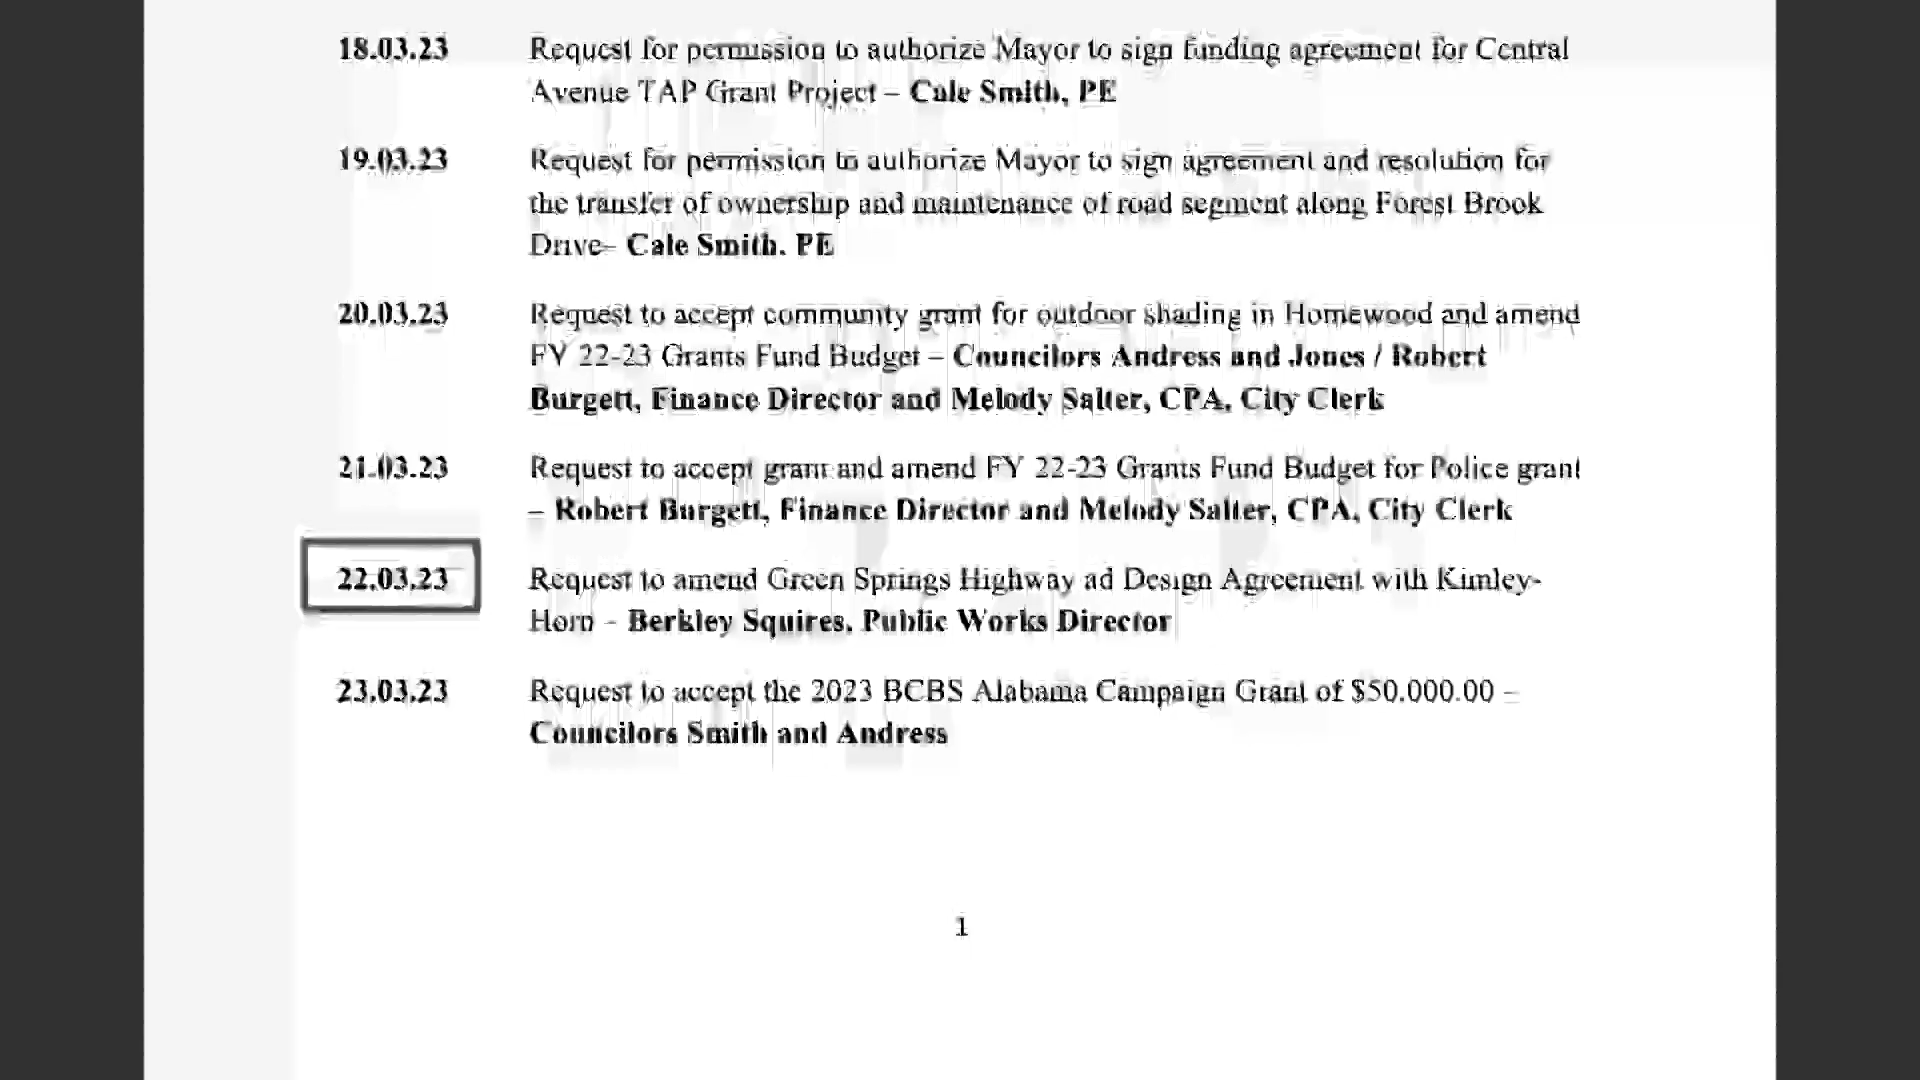 18.03.23 Request for permission to authorize Mayor to sign funding agreement for Central
Avenue TAP Grant Project – Cale Smith, PE
19.03.23 Request for permission to authorize Mayor to sign agreement and resolution for
the transfer of ownership and maintenance of road segment along Forest Brook
Drive– Cale Smith, PE
20.03.23 Request to accept community grant for outdoor shading in Homewood and amend
FY 22-23 Grants Fund Budget – Councilors Andress and Jones / Robert
Burgett, Finance Director and Melody Salter, CPA, City Clerk
21.03.23 Request to accept grant and amend FY 22-23 Grants Fund Budget for Police grant
– Robert Burgett, Finance Director and Melody Salter, CPA, City Clerk
22.03.23 Request to amend Green Springs Highway ad Design Agreement with Kimley-
Horn – Berkley Squires, Public Works Director
23.03.23 Request to accept the 2023 BCBS Alabama Campaign Grant of $50,000.00 –
Councilors Smith and Andress
1